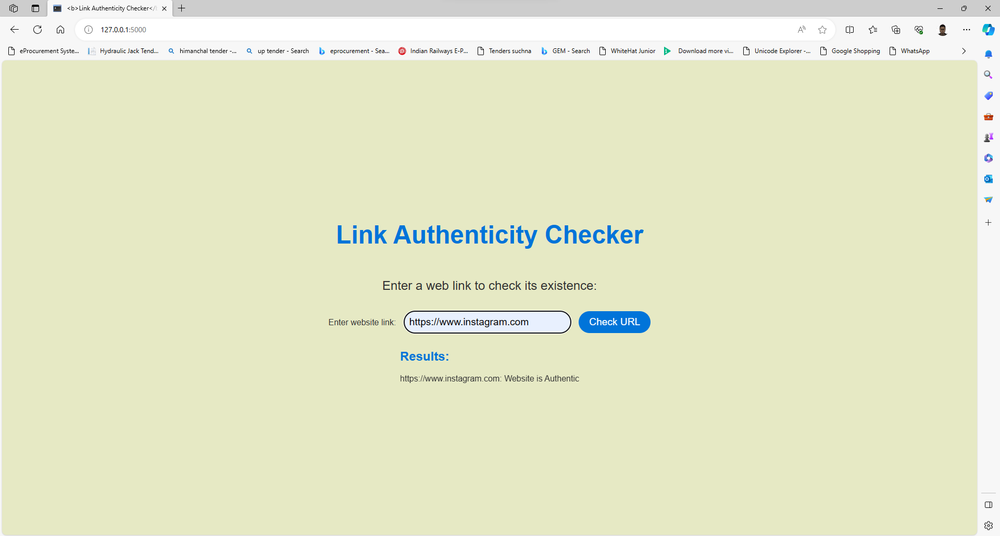 <b>Link Authenticity Checker</
127.0.0.1:5000
eProcurement Syste... Hydraulic Jack Tend... himanchal tender -... up tender - Search eprocurement - Sea... Indian Railways E-P... Tenders suchna GEM - Search WhiteHat Junior Download more vi... Unicode Explorer -... Google Shopping WhatsApp
Link Authenticity Checker
Enter a web link to check its existence:
Enter website link: https://www.instagram.com Check URL
Results:
https://www.instagram.com: Website is Authentic